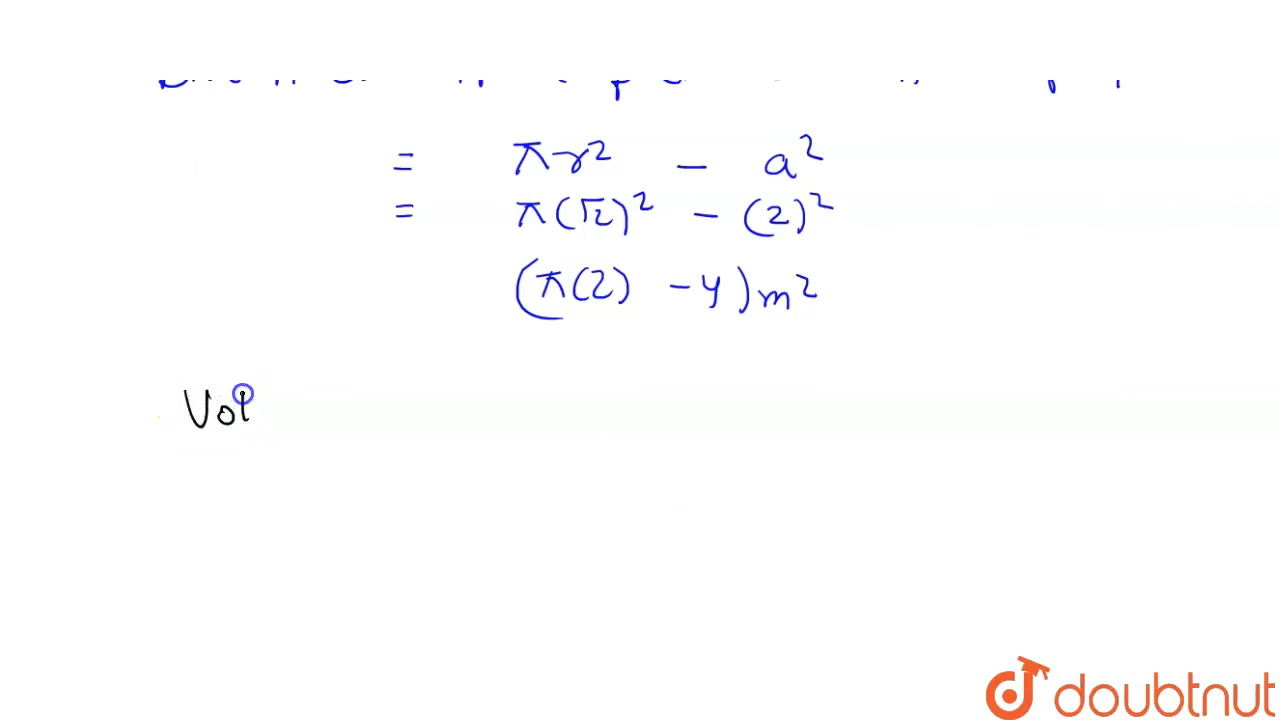 = πr² - a²
= π(√2)² - (2)²
(π(2) - 4)m²
Vol
doubtnut